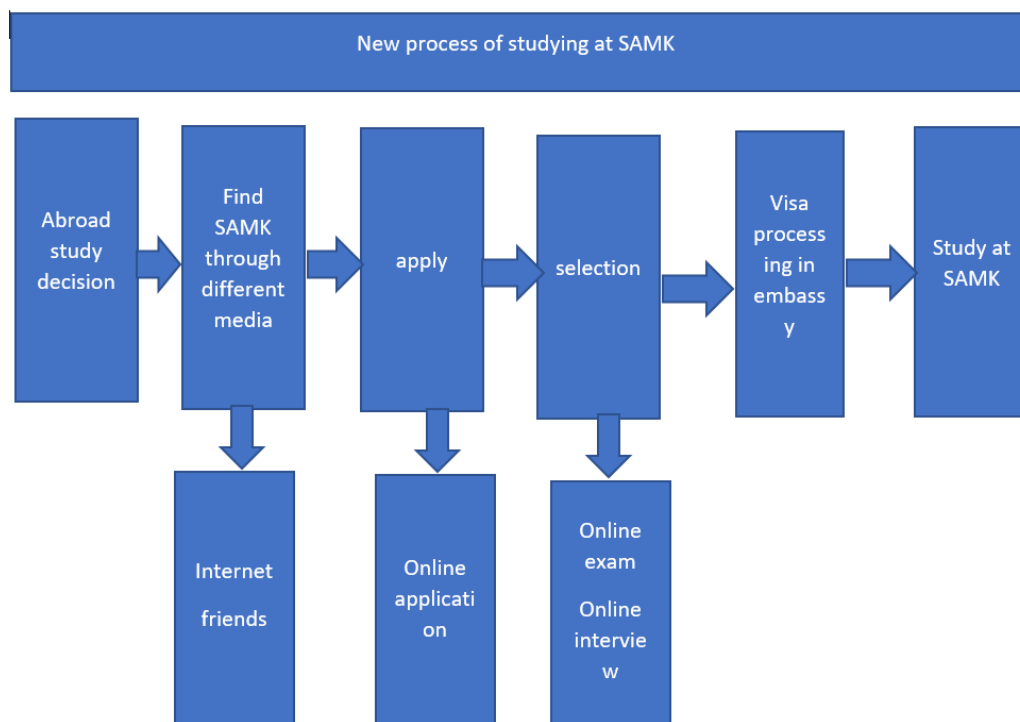 New process of studying at SAMK
Abroad
study
decision
Find
SAMK
through
different
media
apply
selection
Visa
process
ing in
embass
y
Study at
SAMK
Internet
friends
Online
applicati
on
Online
exam
Online
intervie
w